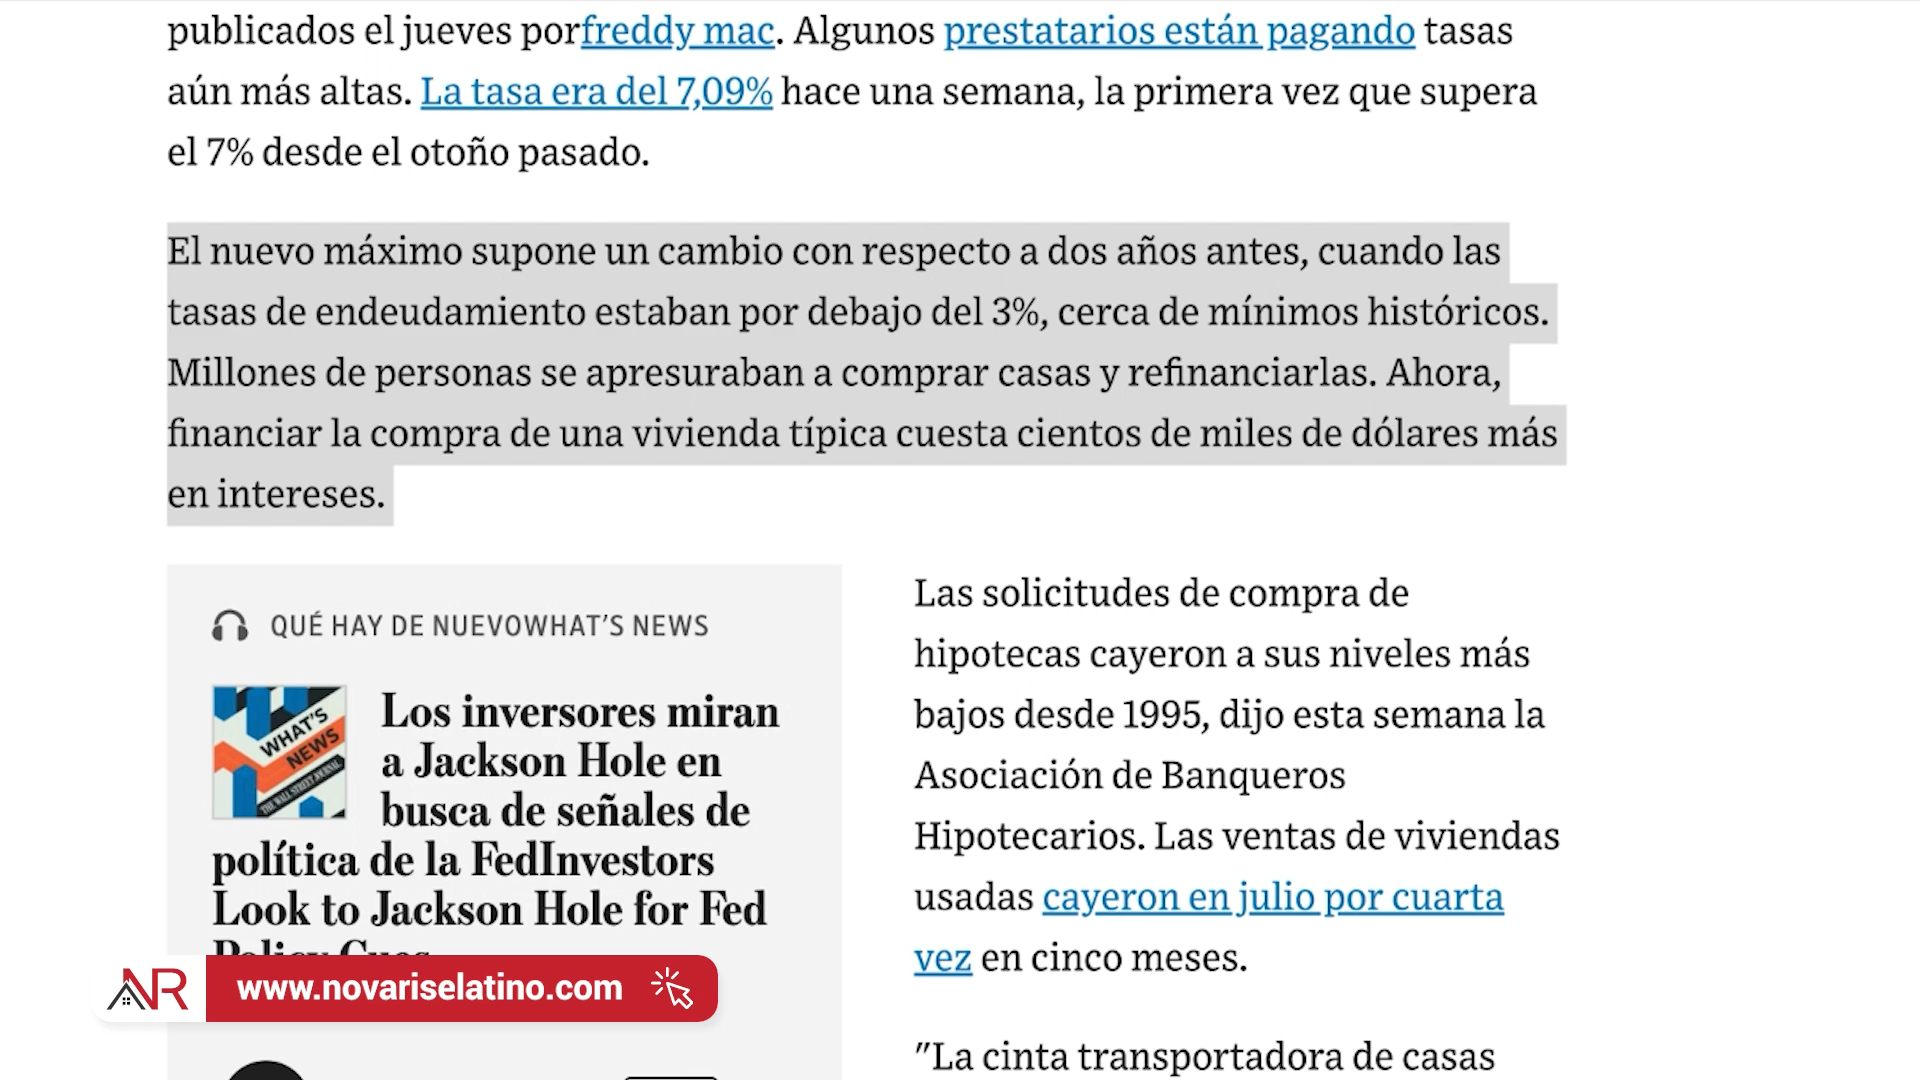 publicados el jueves porfreddy mac. Algunos prestatarios están pagando tasas
aún más altas. La tasa era del 7,09% hace una semana, la primera vez que supera
el 7% desde el otoño pasado.
El nuevo máximo supone un cambio con respecto a dos años antes, cuando las
tasas de endeudamiento estaban por debajo del 3%, cerca de mínimos históricos.
Millones de personas se apresuraban a comprar casas y refinanciarlas. Ahora,
financiar la compra de una vivienda típica cuesta cientos de miles de dólares más
en intereses.
QUÉ HAY DE NUEVOWHAT'S NEWS
WHAT'S
NEWS
THE WALL STREET JOURNAL
Los inversores miran
a Jackson Hole en
busca de señales de
política de la FedInvestors
Look to Jackson Hole for Fed
Policy Cues
Las solicitudes de compra de
hipotecas cayeron a sus niveles más
bajos desde 1995, dijo esta semana la
Asociación de Banqueros
Hipotecarios. Las ventas de viviendas
usadas cayeron en julio por cuarta
vez en cinco meses.
"La cinta transportadora de casas
NR
www.novariselatino.com